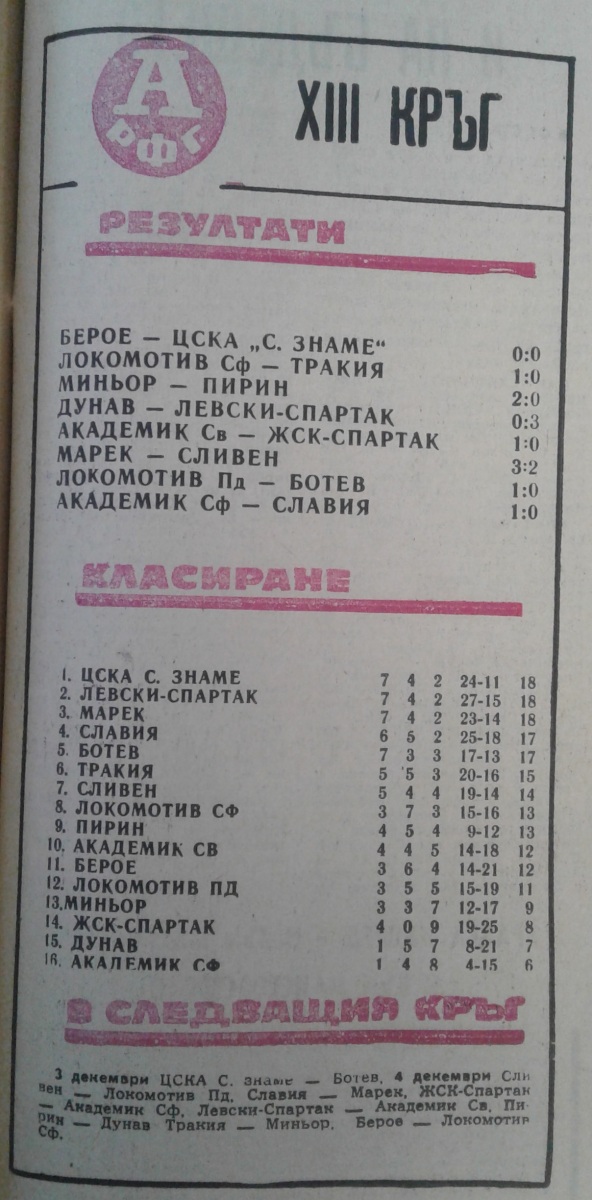 А
РФГ
XIII КРЪГ
РЕЗУЛТАТИ
БЕРОЕ — ЦСКА „С. ЗНАМЕ“ 0:0
ЛОКОМОТИВ Сф — ТРАКИЯ 1:0
МИНЬОР — ПИРИН 2:0
ДУНАВ — ЛЕВСКИ-СПАРТАК 0:3
АКАДЕМИК Св — ЖСК-СПАРТАК 1:0
МАРЕК — СЛИВЕН 3:2
ЛОКОМОТИВ Пд — БОТЕВ 1:0
АКАДЕМИК Сф — СЛАВИЯ 1:0
КЛАСИРАНЕ
1. ЦСКА С. ЗНАМЕ 7 4 2 24-11 18
2. ЛЕВСКИ-СПАРТАК 7 4 2 27-15 18
3. МАРЕК 7 4 2 23-14 18
4. СЛАВИЯ 6 5 2 25-18 17
5. БОТЕВ 7 3 3 17-13 17
6. ТРАКИЯ 5 5 3 20-16 15
7. СЛИВЕН 5 4 4 19-14 14
8. ЛОКОМОТИВ СФ 3 7 3 15-16 13
9. ПИРИН 4 5 4 9-12 13
10. АКАДЕМИК СВ 4 4 5 14-18 12
11. БЕРОЕ 3 6 4 14-21 12
12. ЛОКОМОТИВ ПД 3 5 5 15-19 11
13. МИНЬОР 3 3 7 12-17 9
14. ЖСК-СПАРТАК 4 0 9 19-25 8
15. ДУНАВ 1 5 7 8-21 7
16. АКАДЕМИК СФ 1 4 8 4-15 6
В СЛЕДВАЩИЯ КРЪГ
3 декември ЦСКА С. знаме — Ботев, 4 декември Сли
вен — Локомотив Пд, Славия — Марек, ЖСК-Спартак
— Академик Сф, Левски-Спартак — Академик Св, Пи
рин — Дунав Тракия — Миньор, Берое — Локомотив
Сф.